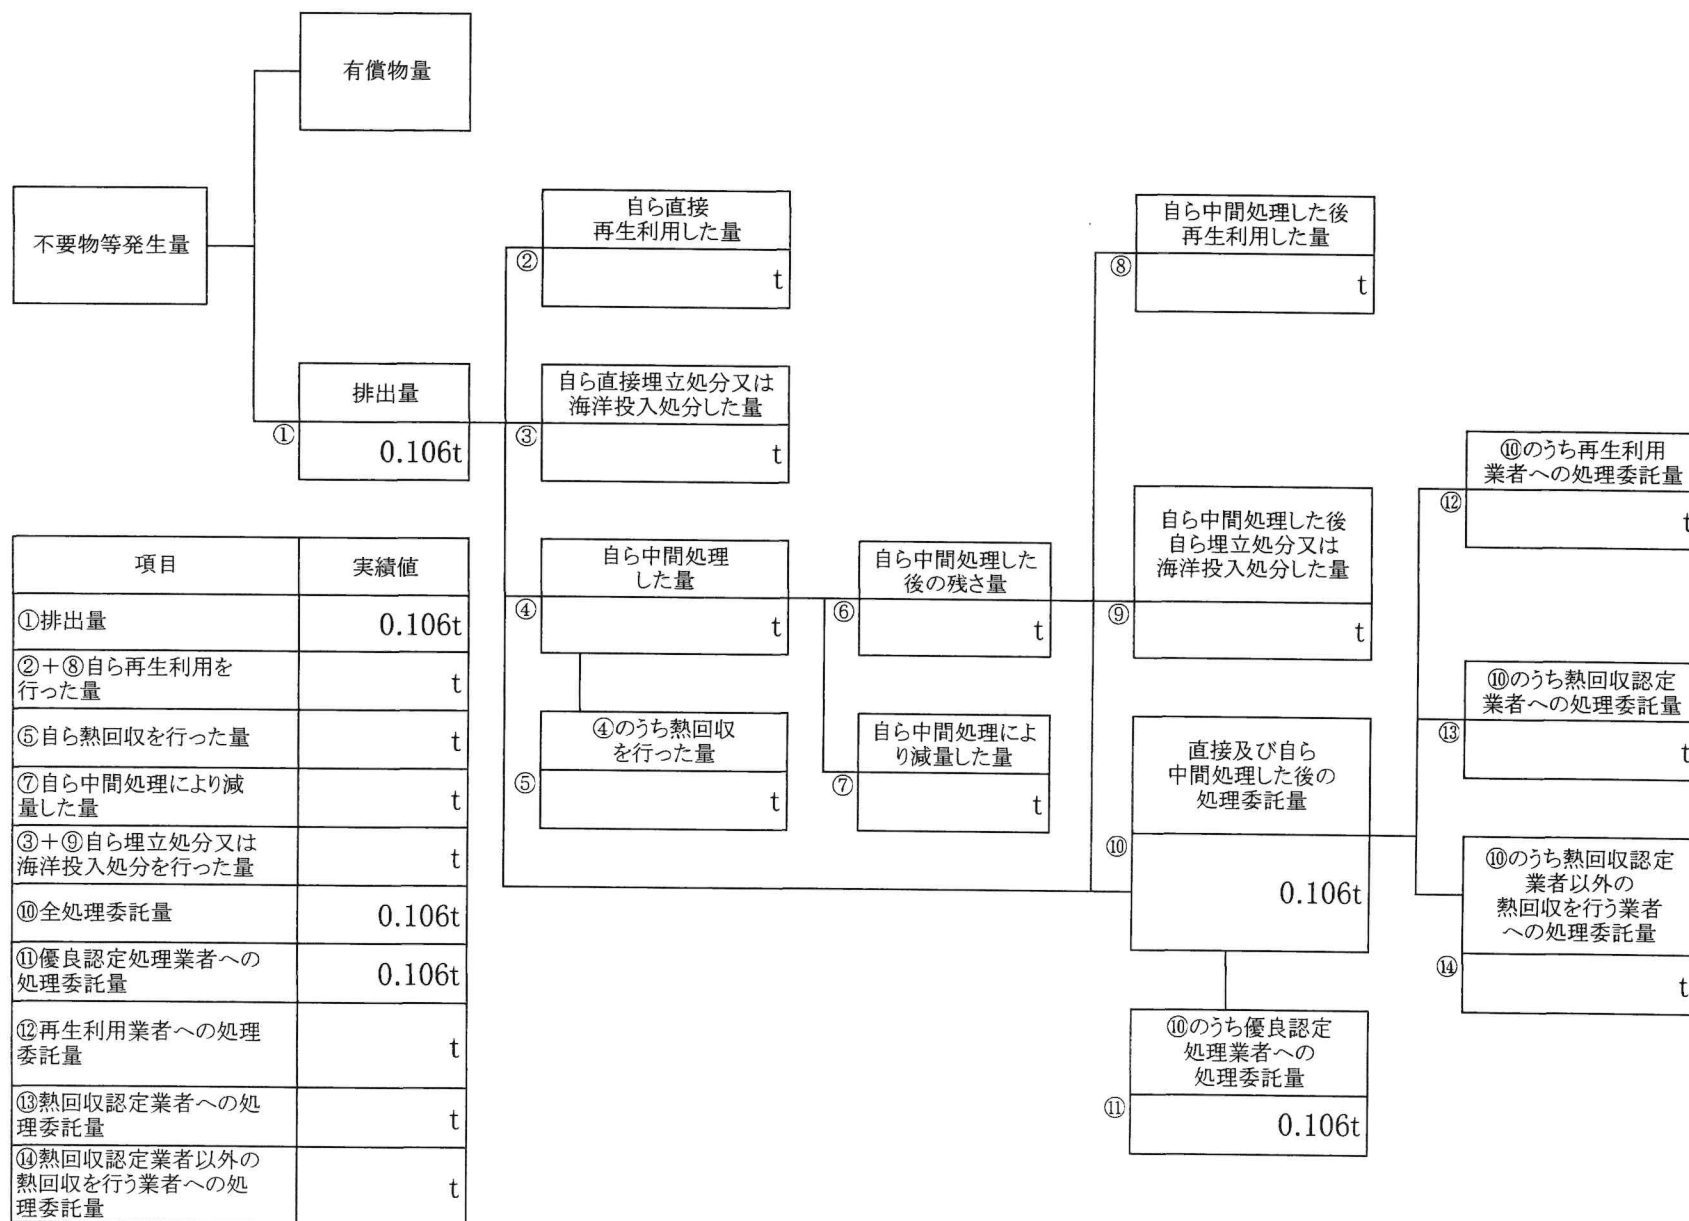 有償物量
不要物等発生量
自ら直接
再生利用した量
②
t
自ら中間処理した後
再生利用した量
⑧
t
排出量
①
0.106t
自ら直接埋立処分又は
海洋投入処分した量
③
t
自ら中間処理
した量
④
t
自ら中間処理した
後の残さ量
⑥
t
自ら中間処理した後
自ら埋立処分又は
海洋投入処分した量
⑨
t
④のうち熱回収
を行った量
⑤
t
自ら中間処理によ
り減量した量
⑦
t
直接及び自ら
中間処理した後の
処理委託量
⑩
0.106t
⑩のうち優良認定
処理業者への
処理委託量
⑪
0.106t
⑩のうち再生利用
業者への処理委託量
⑫
t
⑩のうち熱回収認定
業者への処理委託量
⑬
t
⑩のうち熱回収認定
業者以外の
熱回収を行う業者
への処理委託量
⑭
t
項目 実績値
①排出量 0.106t
②+⑧自ら再生利用を
行った量 t
⑤自ら熱回収を行った量 t
⑦自ら中間処理により減
量した量 t
③+⑨自ら埋立処分又は
海洋投入処分を行った量 t
⑩全処理委託量 0.106t
⑪優良認定処理業者への
処理委託量 0.106t
⑫再生利用業者への処理
委託量 t
⑬熱回収認定業者への処
理委託量 t
⑭熱回収認定業者以外の
熱回収を行う業者への処
理委託量 t